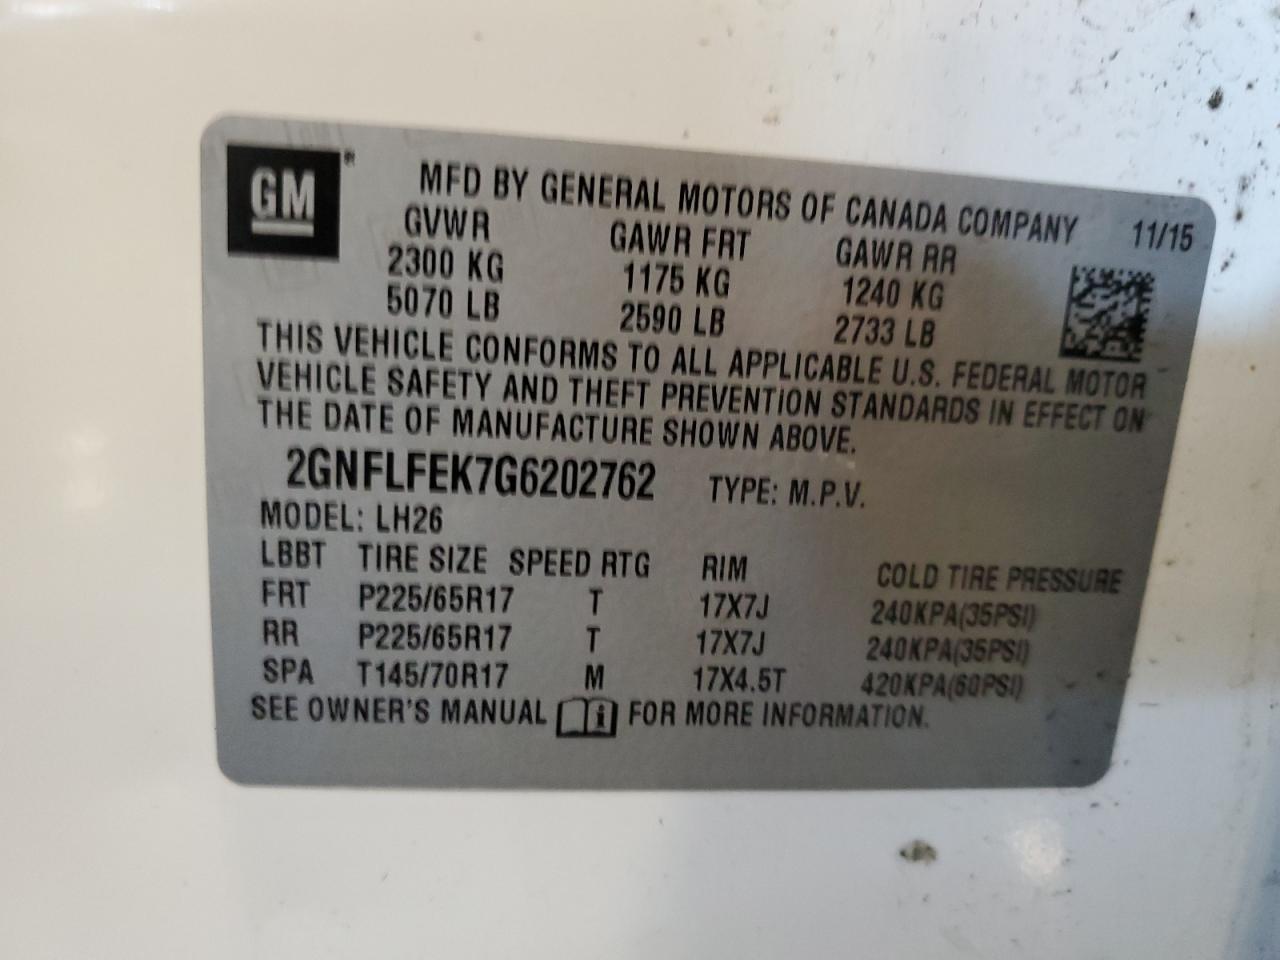 GM®
MFD BY GENERAL MOTORS OF CANADA COMPANY 11/15
GVWR GAWR FRT GAWR RR
2300 KG 1175 KG 1240 KG
5070 LB 2590 LB 2733 LB
THIS VEHICLE CONFORMS TO ALL APPLICABLE U.S. FEDERAL MOTOR
VEHICLE SAFETY AND THEFT PREVENTION STANDARDS IN EFFECT ON
THE DATE OF MANUFACTURE SHOWN ABOVE.
2GNFLFEK7G6202762 TYPE: M.P.V.
MODEL: LH26
LBBT TIRE SIZE SPEED RTG RIM COLD TIRE PRESSURE
FRT P225/65R17 T 17X7J 240KPA(35PSI)
RR P225/65R17 T 17X7J 240KPA(35PSI)
SPA T145/70R17 M 17X4.5T 420KPA(60PSI)
SEE OWNER'S MANUAL i FOR MORE INFORMATION.